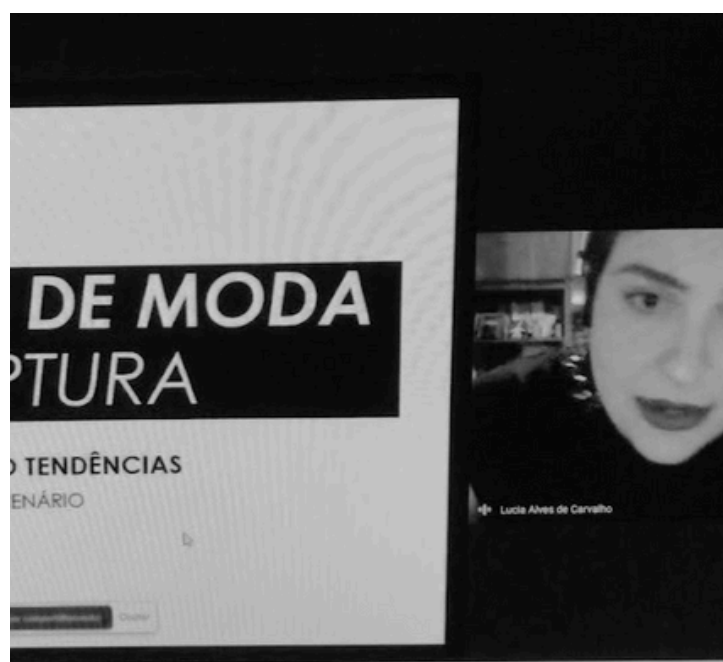 DE MODA
PTURA
TENDÊNCIAS
ENÁRIO
Lucia Alves de Carvalho